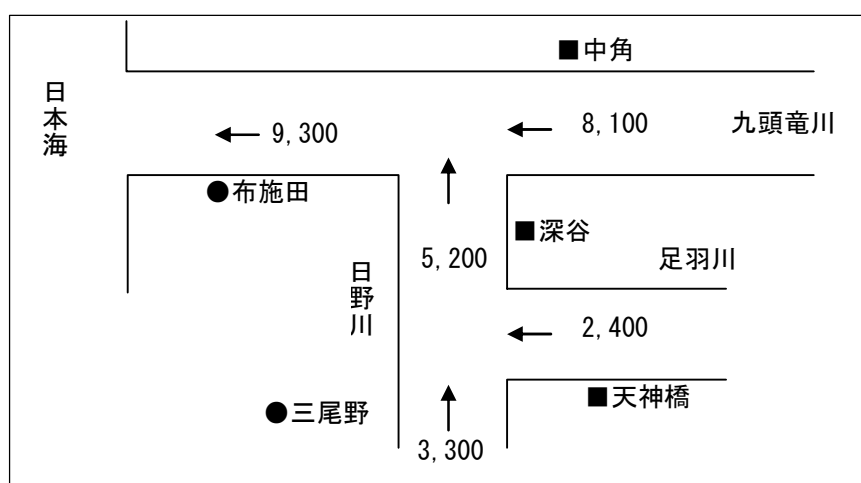 ■中角
日本海
← 9,300
← 8,100
九頭竜川
●布施田
■深谷
5,200
足羽川
日野川
← 2,400
●三尾野
■天神橋
3,300